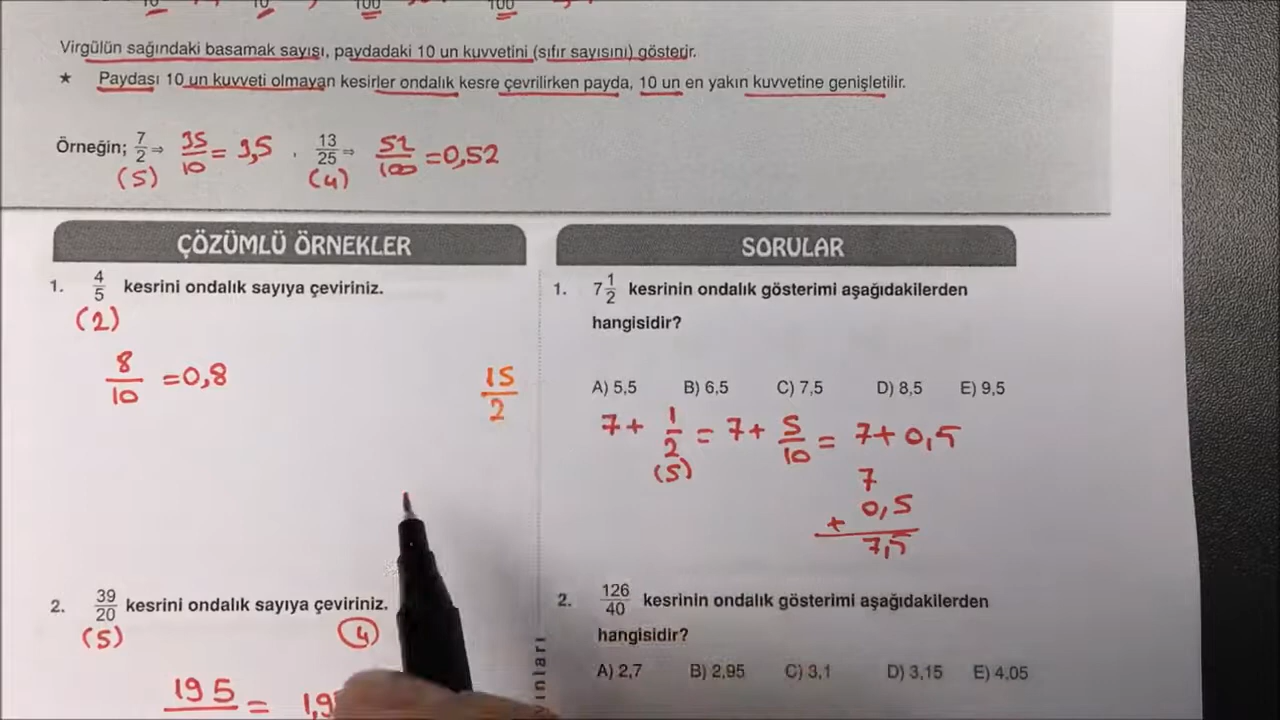 10 10 100 100
Virgülün sağındaki basamak sayısı, paydadaki 10 un kuvvetini (sıfır sayısını) gösterir.
★ Paydası 10 un kuvveti olmayan kesirler ondalık kesre çevrilirken payda, 10 un en yakın kuvvetine genişletilir.
Örneğin; 7/2 ⇒ 35/10 = 3,5 , 13/25 ⇒ 52/100 = 0,52
(5) (4)
ÇÖZÜMLÜ ÖRNEKLER
1. 4/5 kesrini ondalık sayıya çeviriniz.
(2)
8/10 = 0,8
15/2
2. 39/20 kesrini ondalık sayıya çeviriniz.
(5) 4
195 = 1,9
SORULAR
1. 7 1/2 kesrinin ondalık gösterimi aşağıdakilerden
hangisidir?
A) 5,5 B) 6,5 C) 7,5 D) 8,5 E) 9,5
7 + 1/2 = 7 + 5/10 = 7 + 0,5
(5)
7
+ 0,5
7,5
2. 126/40 kesrinin ondalık gösterimi aşağıdakilerden
hangisidir?
A) 2,7 B) 2,95 C) 3,1 D) 3,15 E) 4,05